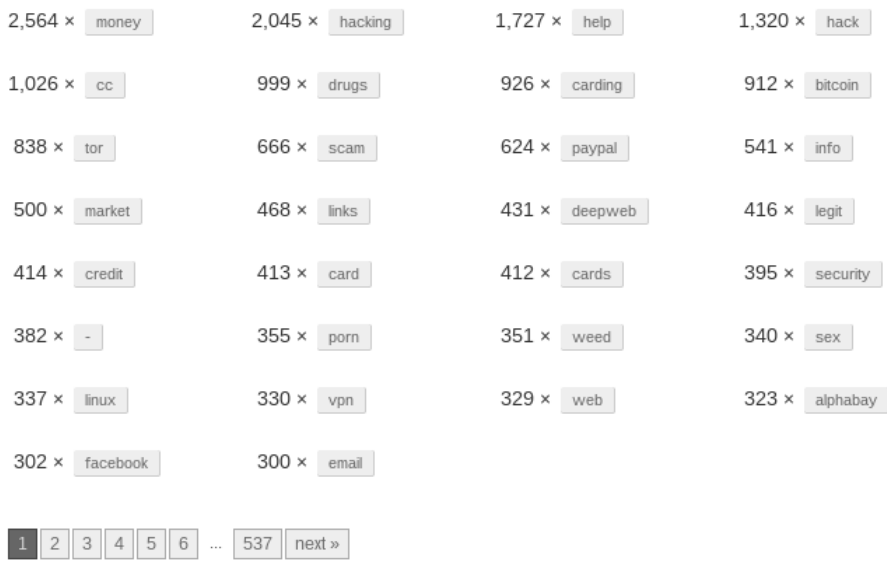 2,564 × money 2,045 × hacking 1,727 × help 1,320 × hack
1,026 × cc 999 × drugs 926 × carding 912 × bitcoin
838 × tor 666 × scam 624 × paypal 541 × info
500 × market 468 × links 431 × deepweb 416 × legit
414 × credit 413 × card 412 × cards 395 × security
382 × - 355 × porn 351 × weed 340 × sex
337 × linux 330 × vpn 329 × web 323 × alphabay
302 × facebook 300 × email
1 2 3 4 5 6 ... 537 next »